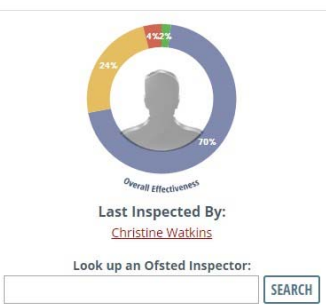 4% 2%
24%
70%
Overall Effectiveness
Last Inspected By:
Christine Watkins
Look up an Ofsted Inspector:
SEARCH